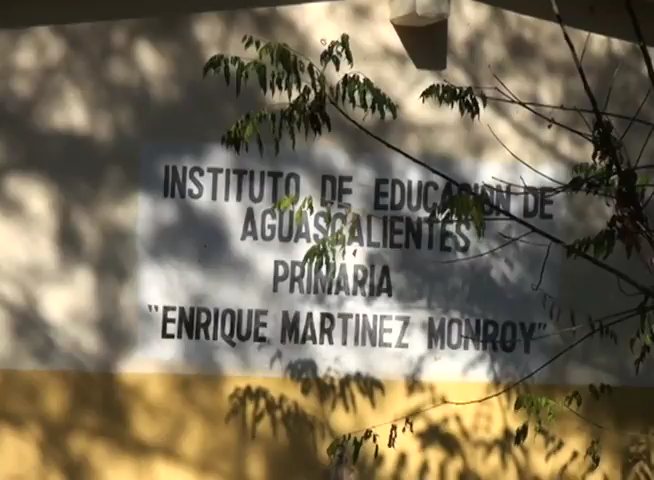 INSTITUTO DE EDUCACION DE
AGUASCALIENTES
PRIMARIA
"ENRIQUE MARTINEZ MONROY"